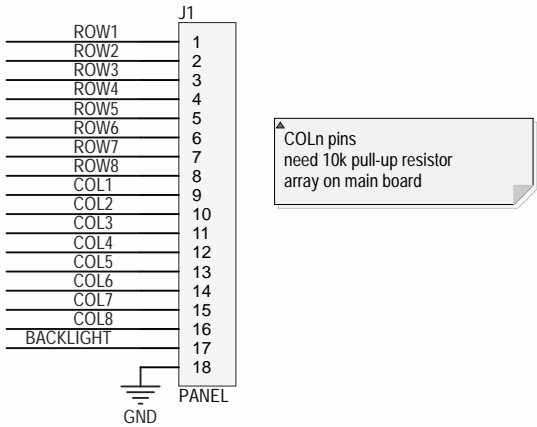 J1
ROW1 1
ROW2 2
ROW3 3
ROW4 4
ROW5 5
ROW6 6
ROW7 7
ROW8 8
COL1 9
COL2 10
COL3 11
COL4 12
COL5 13
COL6 14
COL7 15
COL8 16
BACKLIGHT 17
18
GND
PANEL
COLn pins
need 10k pull-up resistor
array on main board